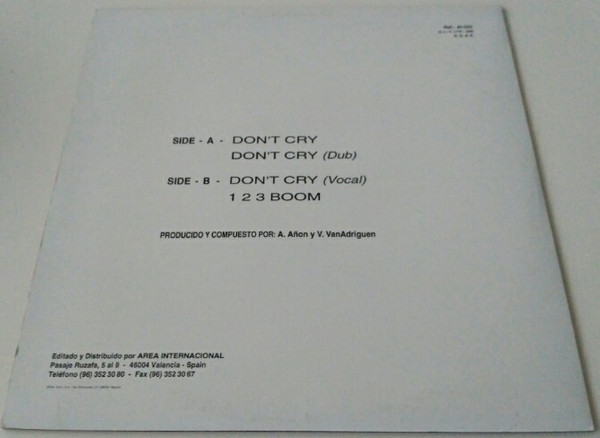 SIDE - A - DON'T CRY
DON'T CRY (Dub)
SIDE - B - DON'T CRY (Vocal)
1 2 3 BOOM
PRODUCIDO Y COMPUESTO POR: A. Añon y V. VanAdriguen
Editado y Distribuido por AREA INTERNACIONAL
Pasaje Ruzafa, 5 al 9 - 46004 Valencia - Spain
Teléfono (96) 352 30 80 - Fax (96) 352 30 67